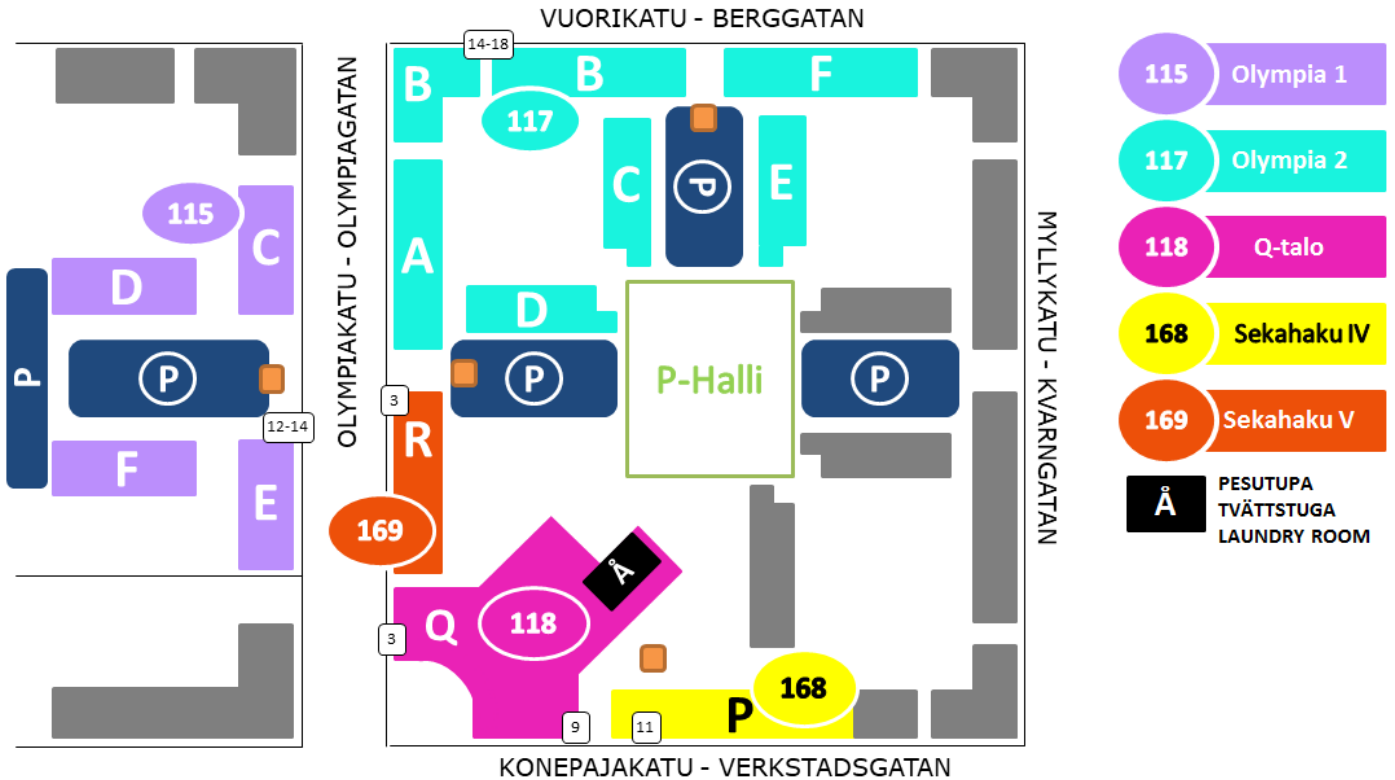 VUORIKATU - BERGGATAN
14-18
B
B
F
117
C
P
E
A
D
P
P-Halli
P
OLYMPIAKATU - OLYMPIAGATAN
MYLLYKATU - KVARNGATAN
115
C
D
P
P
12-14
F
E
3
R
169
Q
118
Å
3
9
11
P
168
KONEPAJAKATU - VERKSTADSGATAN
115 Olympia 1
117 Olympia 2
118 Q-talo
168 Sekahaku IV
169 Sekahaku V
Å
PESUTUPA
TVÄTTSTUGA
LAUNDRY ROOM